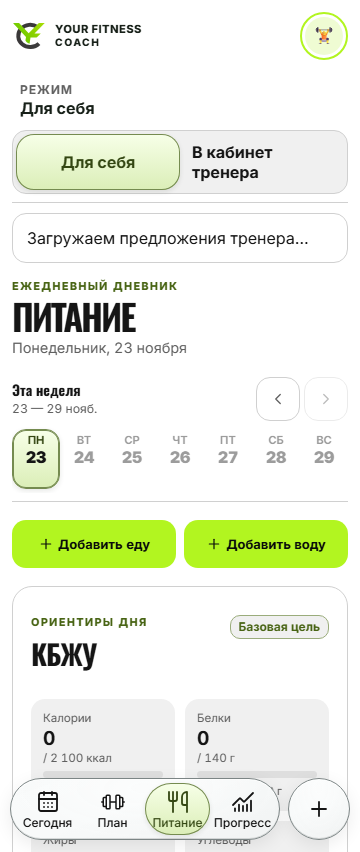 YOUR FITNESS
COACH
РЕЖИМ
Для себя
Для себя
В кабинет
тренера
Загружаем предложения тренера...
ЕЖЕДНЕВНЫЙ ДНЕВНИК
ПИТАНИЕ
Понедельник, 23 ноября
Эта неделя
23 — 29 нояб.
ПН ВТ СР ЧТ ПТ СБ ВС
23 24 25 26 27 28 29
+ Добавить еду
+ Добавить воду
ОРИЕНТИРЫ ДНЯ
Базовая цель
КБЖУ
Калории
0
/ 2 100 ккал
Белки
0
/ 140 г
Сегодня
План
Питание
Прогресс
+
Жиры
Углеводы